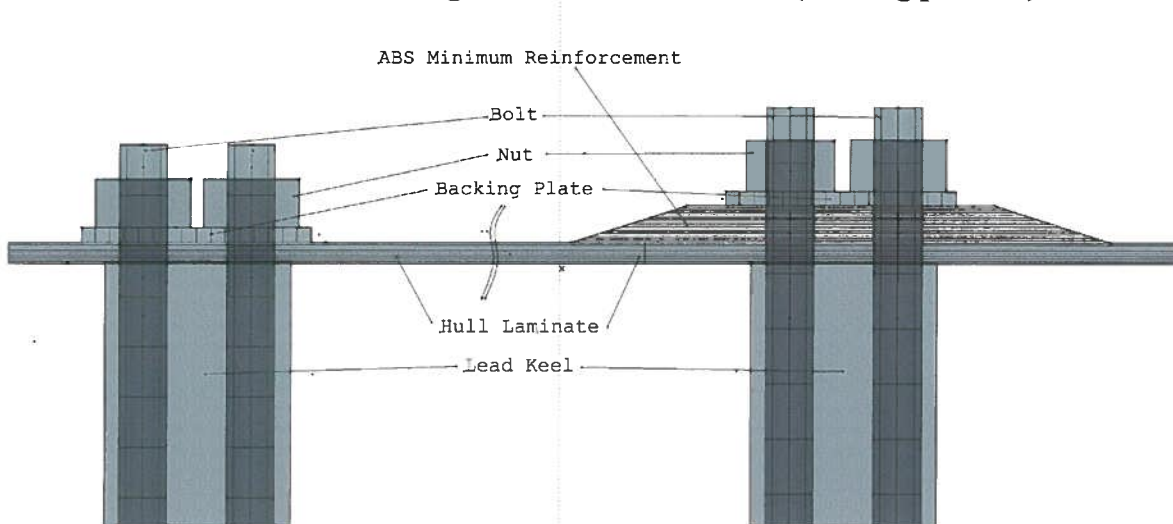 ABS Minimum Reinforcement
Bolt
Nut
Backing Plate
Hull Laminate
Lead Keel